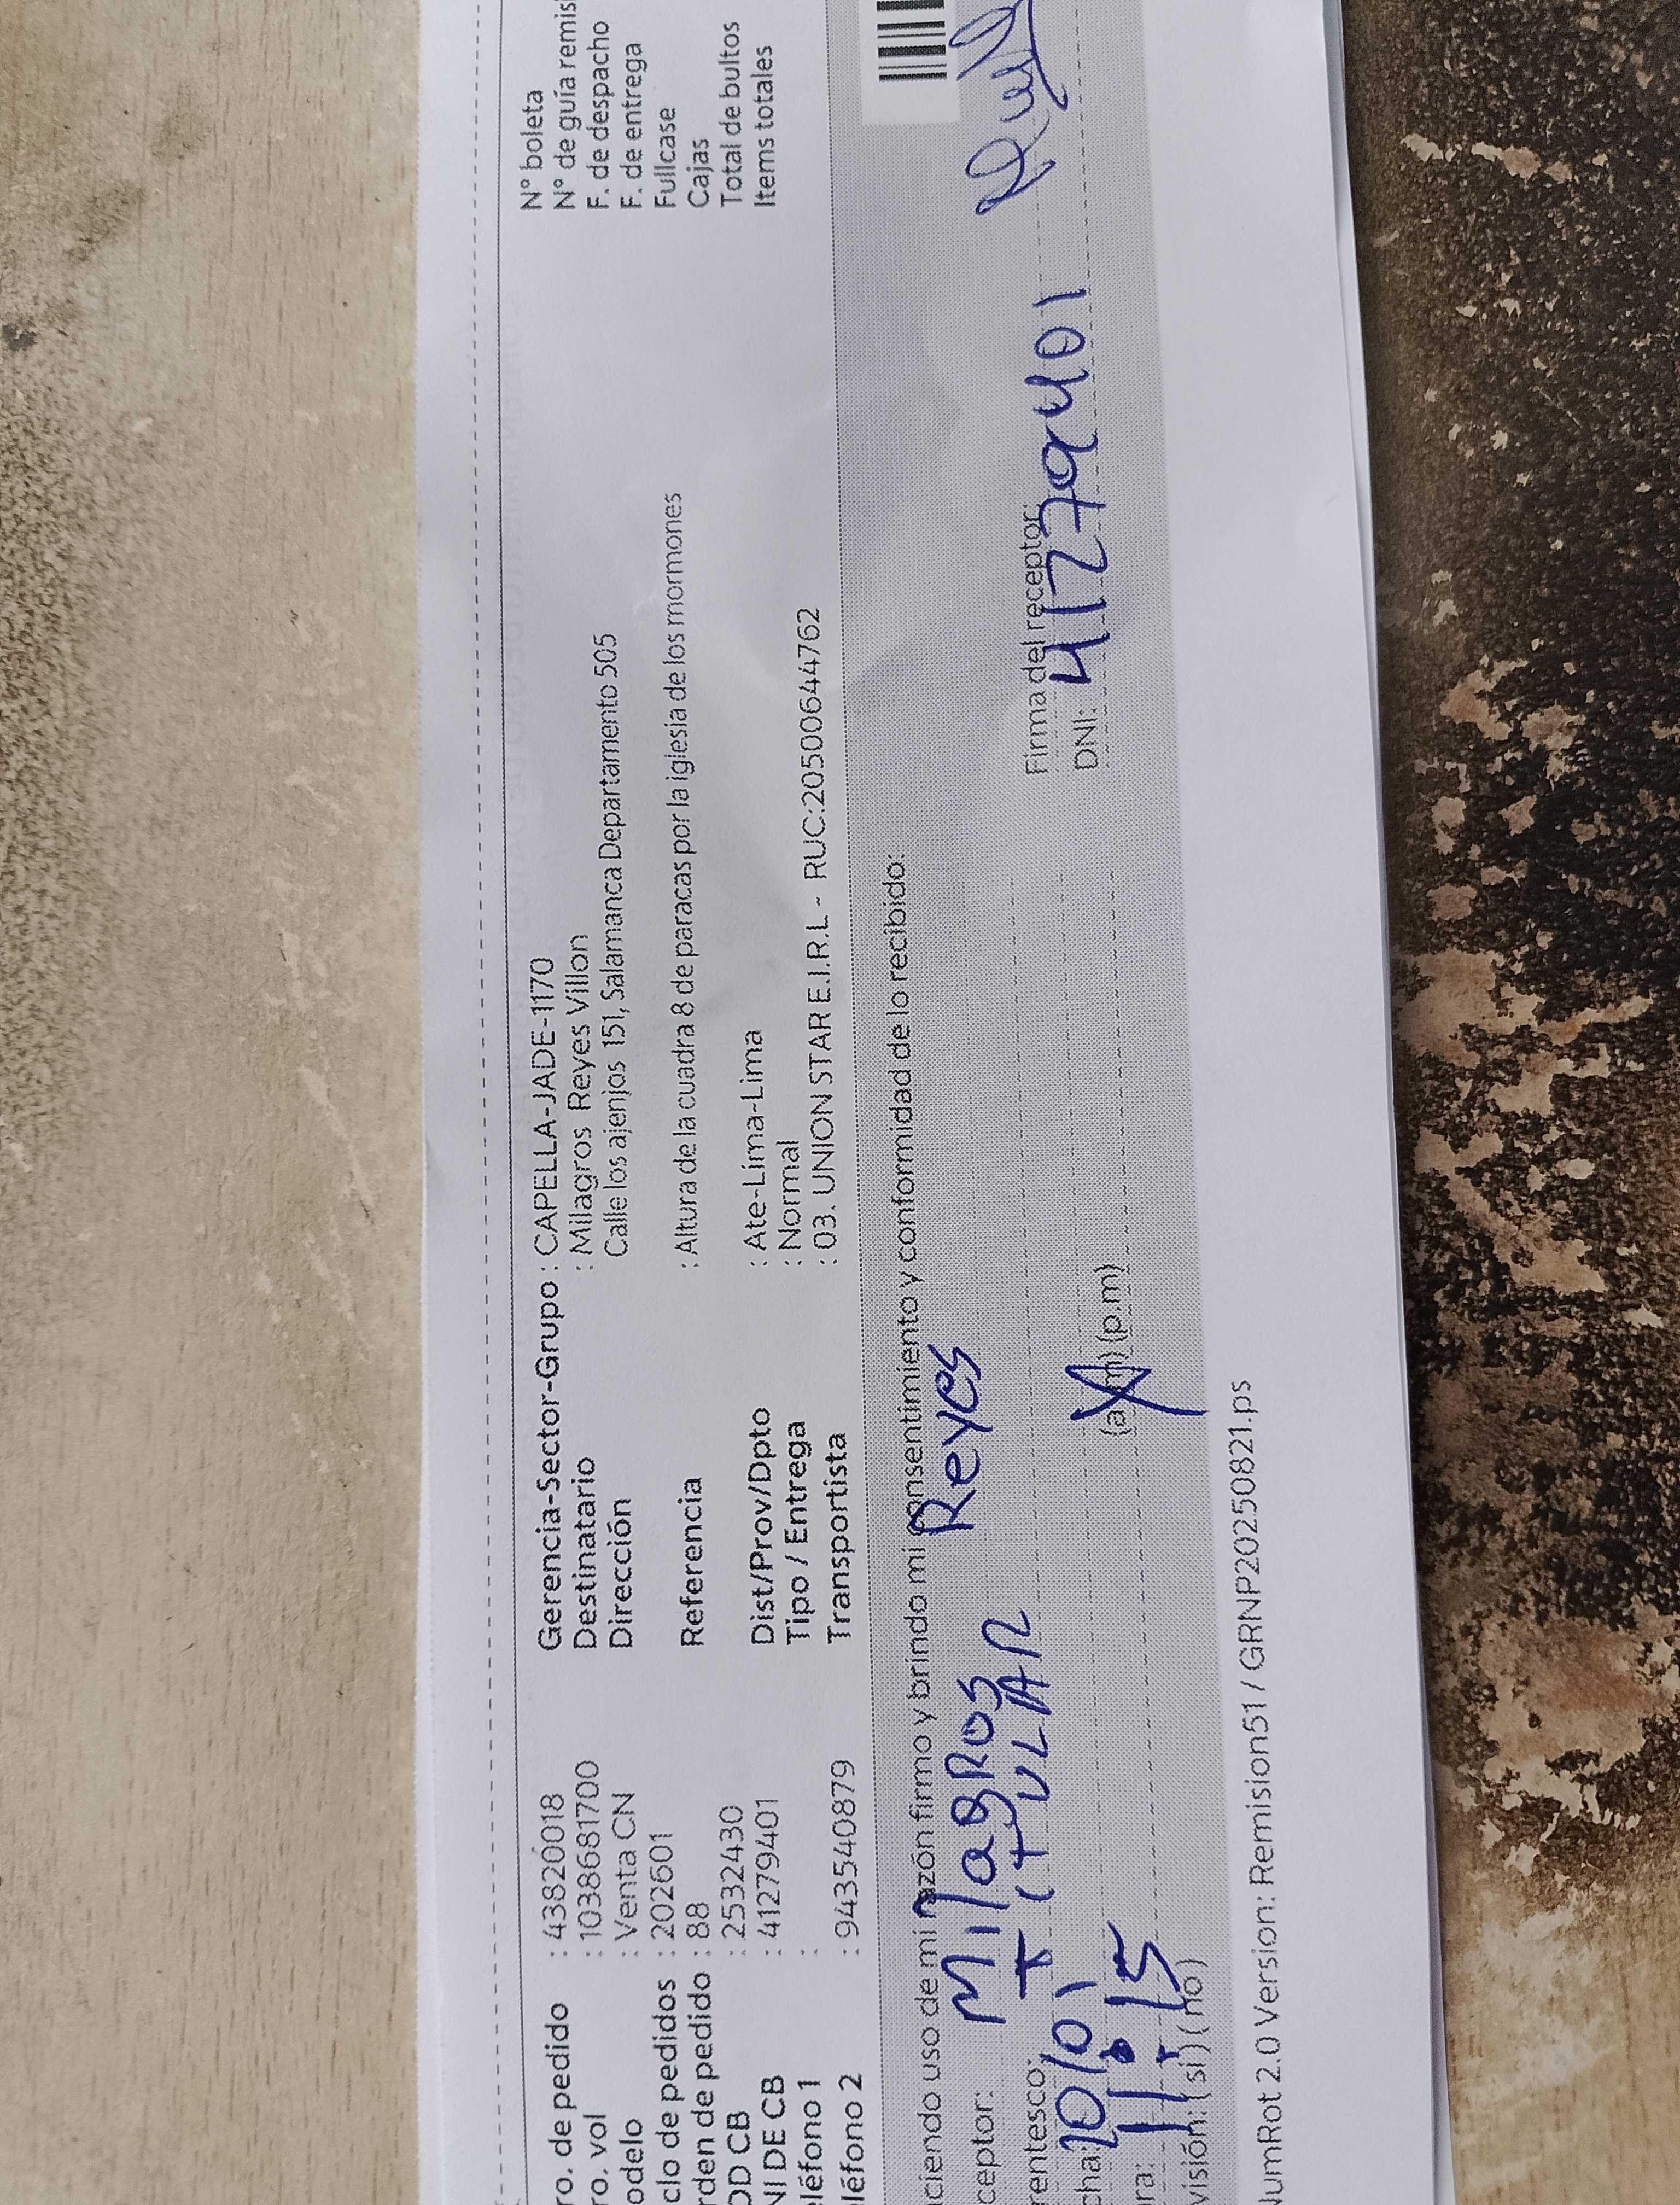 ro. de pedido : 43820018
ro. vol : 1038681700
odelo : Venta CN
clo de pedidos : 202601
rden de pedido : 88
OD CB : 2532430
NI DE CB : 41279401
eléfono 1 :
léfono 2 : 943540879
Gerencia-Sector-Grupo : CAPELLA-JADE-1170
Destinatario : Milagros Reyes Villon
Dirección Calle los ajenjos 151, Salamanca Departamento 505
Referencia : Altura de la cuadra 8 de paracas por la iglesia de los mormones
Dist/Prov/Dpto : Ate-Lima-Lima
Tipo / Entrega : Normal
Transportista : 03. UNION STAR E.I.R.L - RUC:20500644762
N° boleta
N° de guía remis
F. de despacho
F. de entrega
Fullcase
Cajas
Total de bultos
Items totales
ciendo uso de mi razón firmo y brindo mi consentimiento y conformidad de lo recibido:
ceptor: Milagros Reyes
rentesco: (TITULAR
Firma del receptor:
cha: 10/01
DNI: 41279401
ra: 11:15 (a.m) (p.m)
visión: (si) (no)
NumRot 2.0 Version: Remision51 / GRNP20250821.ps